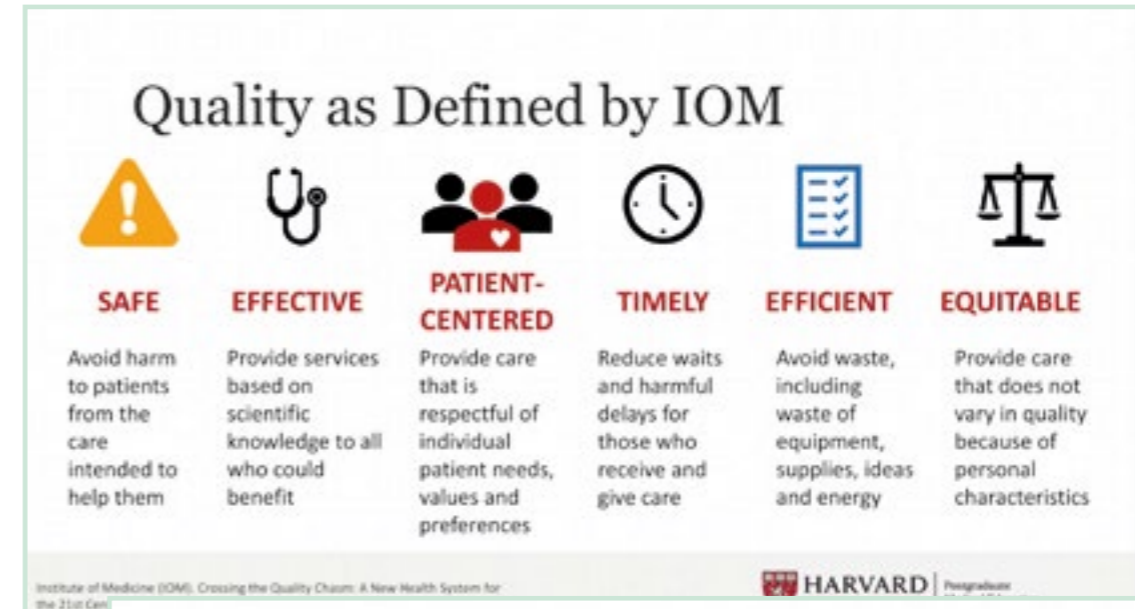 Quality as Defined by IOM
SAFE
Avoid harm
to patients
from the
care
intended to
help them
EFFECTIVE
Provide services
based on
scientific
knowledge to all
who could
benefit
PATIENT-
CENTERED
Provide care
that is
respectful of
individual
patient needs,
values and
preferences
TIMELY
Reduce waits
and harmful
delays for
those who
receive and
give care
EFFICIENT
Avoid waste,
including
waste of
equipment,
supplies, ideas
and energy
EQUITABLE
Provide care
that does not
vary in quality
because of
personal
characteristics
Institute of Medicine (IOM). Crossing the Quality Chasm: A New Health System for
the 21st Cen
HARVARD
Postgraduate